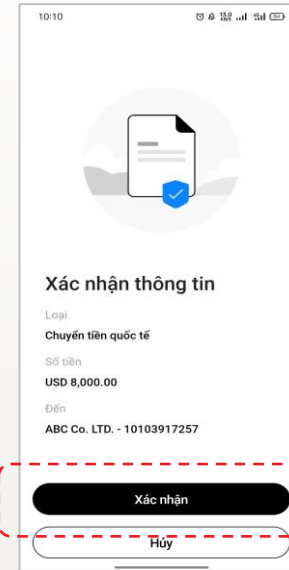 10:10
Xác nhận thông tin
Loại
Chuyển tiền quốc tế
Số tiền
USD 8,000.00
Đến
ABC Co. LTD. - 10103917257
Xác nhận
Hủy